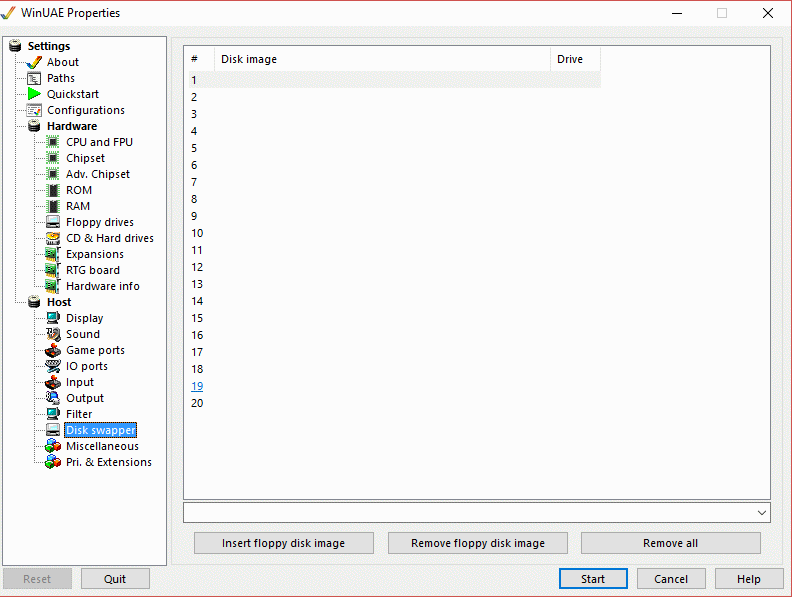 WinUAE Properties
Settings
About
Paths
Quickstart
Configurations
Hardware
CPU and FPU
Chipset
Adv. Chipset
ROM
RAM
Floppy drives
CD & Hard drives
Expansions
RTG board
Hardware info
Host
Display
Sound
Game ports
IO ports
Input
Output
Filter
Disk swapper
Miscellaneous
Pri. & Extensions
# Disk image Drive
1
2
3
4
5
6
7
8
9
10
11
12
13
14
15
16
17
18
19
20
Insert floppy disk image Remove floppy disk image Remove all
Reset Quit Start Cancel Help